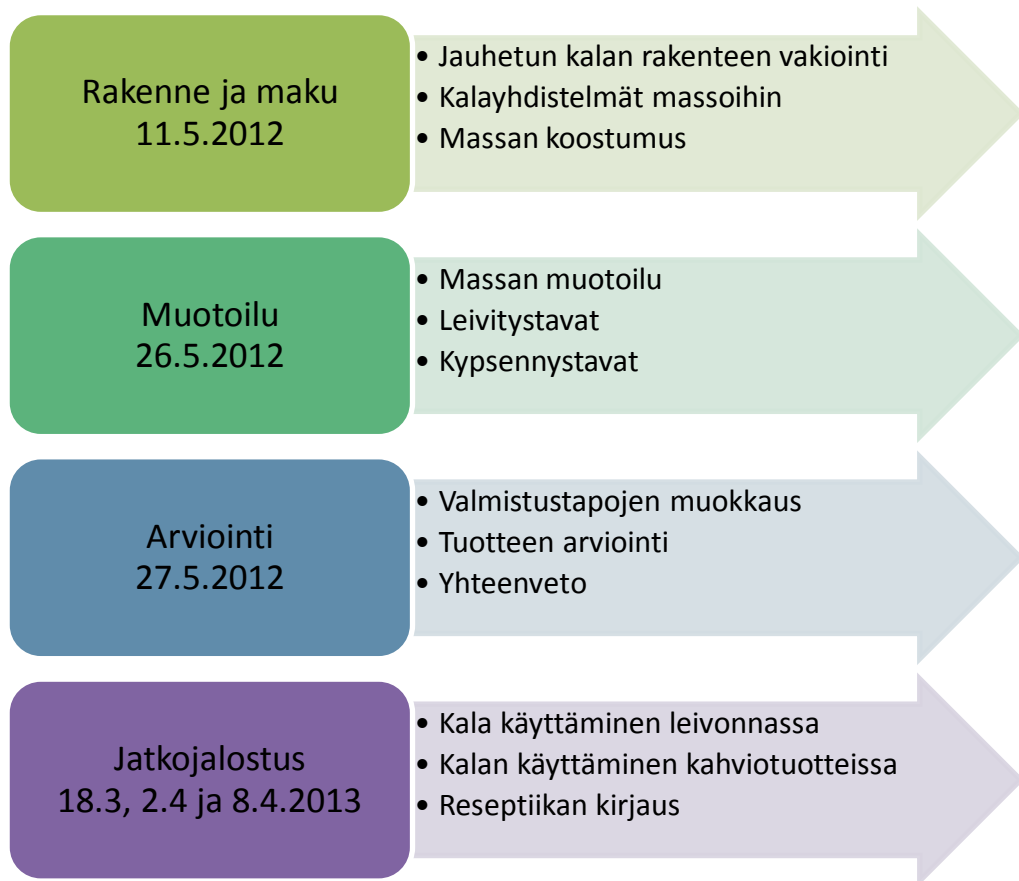 Rakenne ja maku
11.5.2012
• Jauhetun kalan rakenteen vakiointi
• Kalayhdistelmät massoihin
• Massan koostumus
Muotoilu
26.5.2012
• Massan muotoilu
• Leivitystavat
• Kypsennystavat
Arviointi
27.5.2012
• Valmistustapojen muokkaus
• Tuotteen arviointi
• Yhteenveto
Jatkojalostus
18.3, 2.4 ja 8.4.2013
• Kala käyttäminen leivonnassa
• Kalan käyttäminen kahviotuotteissa
• Reseptiikan kirjaus